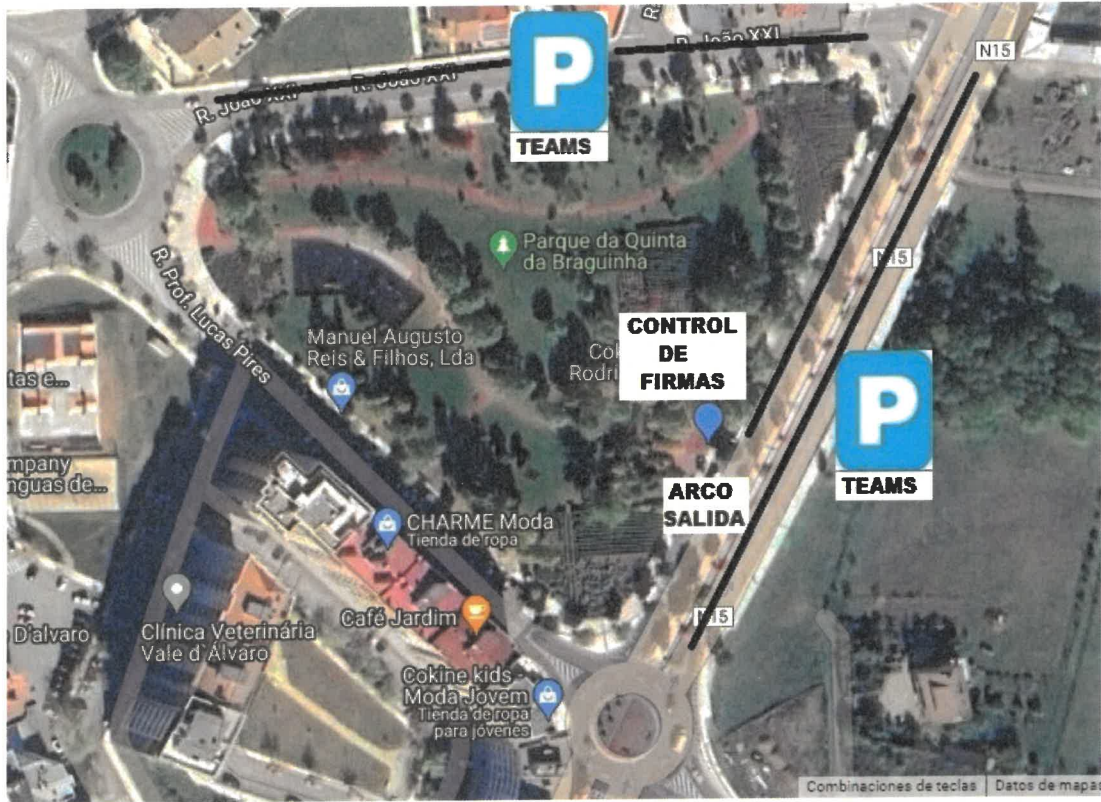 R. João XXI
N15
P
TEAMS
R. João XXI
R. João XXI
Parque da Quinta
da Braguinha
N15
R. Prof. Lucas Pires
Manuel Augusto
Reis & Filhos, Lda
CONTROL
DE
FIRMAS
P
TEAMS
ARCO
SALIDA
CHARME Moda
Tienda de ropa
Café Jardim
Clínica Veterinária
Vale d'Álvaro
D'alvaro
N15
Cokine kids
Moda Jovem
Tienda de ropa
para jóvenes
Combinaciones de teclas
Datos de mapas